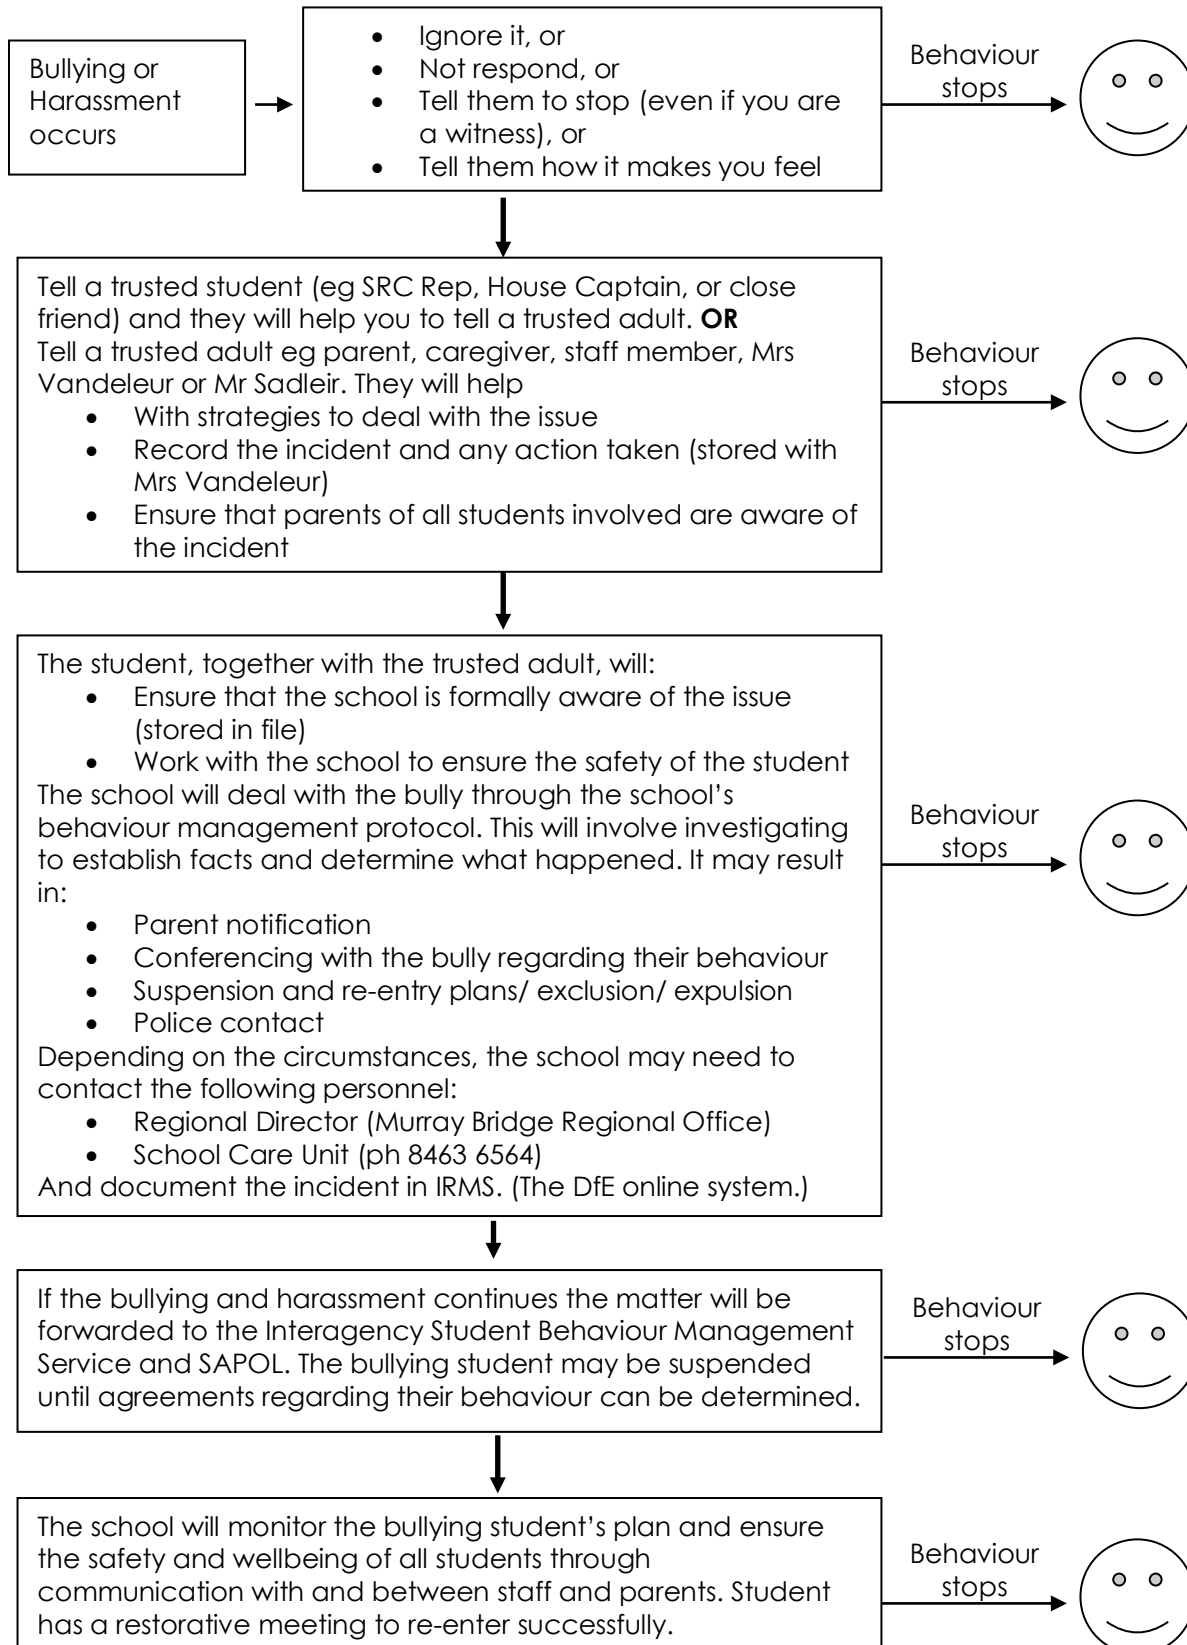 Bullying or
Harassment
occurs
• Ignore it, or
• Not respond, or
• Tell them to stop (even if you are
a witness), or
• Tell them how it makes you feel
Behaviour
stops
Tell a trusted student (eg SRC Rep, House Captain, or close
friend) and they will help you to tell a trusted adult. OR
Tell a trusted adult eg parent, caregiver, staff member, Mrs
Vandeleur or Mr Sadleir. They will help
• With strategies to deal with the issue
• Record the incident and any action taken (stored with
Mrs Vandeleur)
• Ensure that parents of all students involved are aware of
the incident
Behaviour
stops
The student, together with the trusted adult, will:
• Ensure that the school is formally aware of the issue
(stored in file)
• Work with the school to ensure the safety of the student
The school will deal with the bully through the school’s
behaviour management protocol. This will involve investigating
to establish facts and determine what happened. It may result
in:
• Parent notification
• Conferencing with the bully regarding their behaviour
• Suspension and re-entry plans/ exclusion/ expulsion
• Police contact
Depending on the circumstances, the school may need to
contact the following personnel:
• Regional Director (Murray Bridge Regional Office)
• School Care Unit (ph 8463 6564)
And document the incident in IRMS. (The DfE online system.)
Behaviour
stops
If the bullying and harassment continues the matter will be
forwarded to the Interagency Student Behaviour Management
Service and SAPOL. The bullying student may be suspended
until agreements regarding their behaviour can be determined.
Behaviour
stops
The school will monitor the bullying student’s plan and ensure
the safety and wellbeing of all students through
communication with and between staff and parents. Student
has a restorative meeting to re-enter successfully.
Behaviour
stops